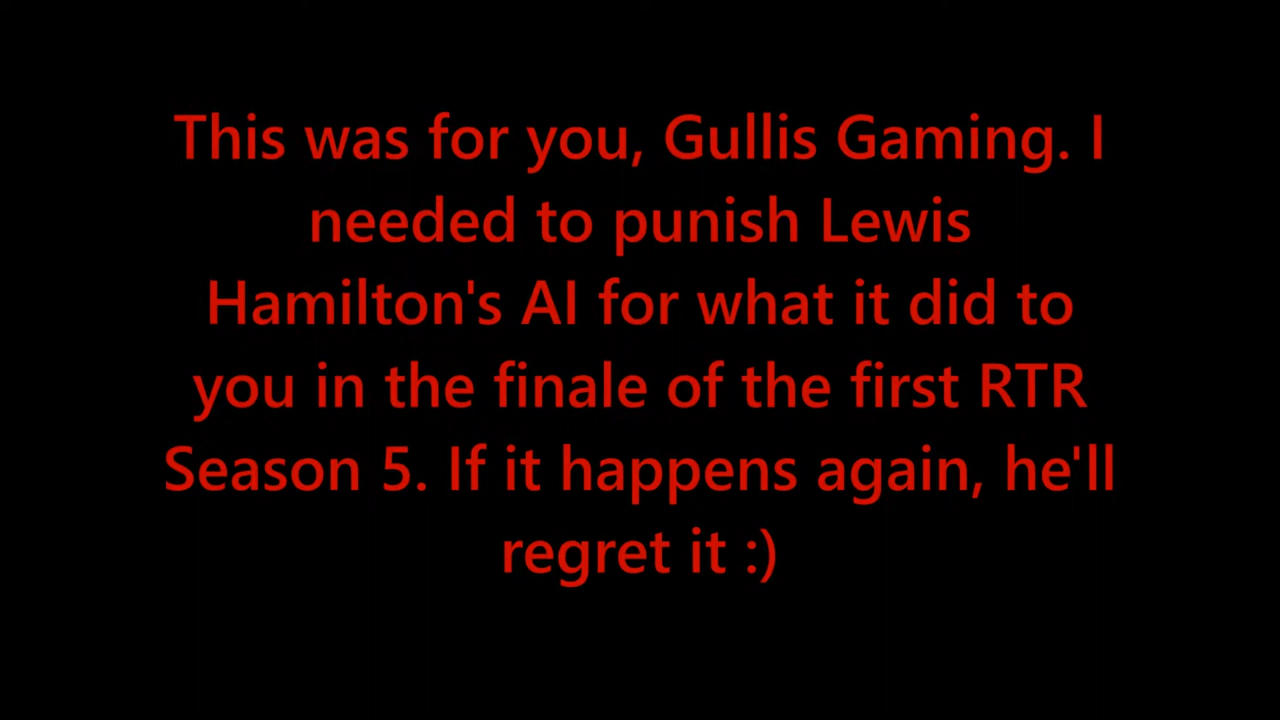 This was for you, Gullis Gaming. I
needed to punish Lewis
Hamilton's AI for what it did to
you in the finale of the first RTR
Season 5. If it happens again, he'll
regret it :)